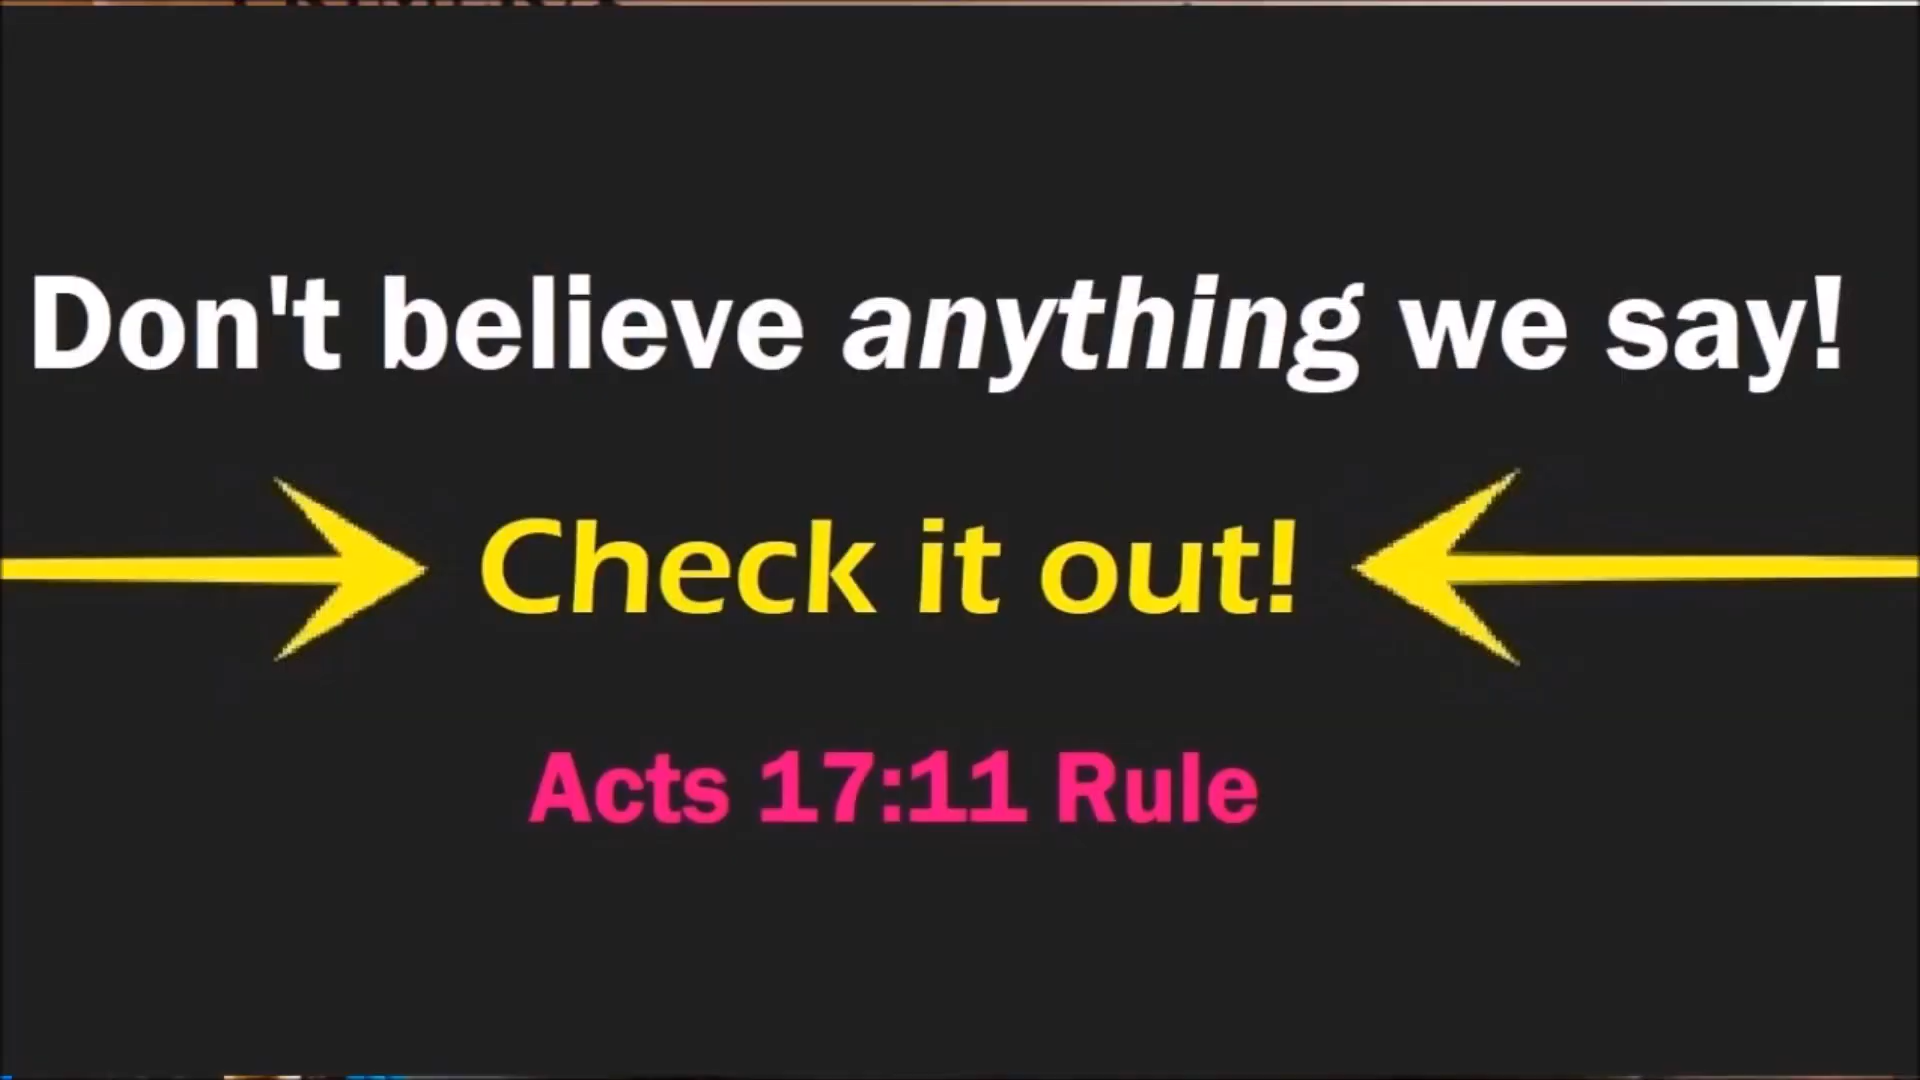 Don't believe anything we say!
Check it out!
Acts 17:11 Rule